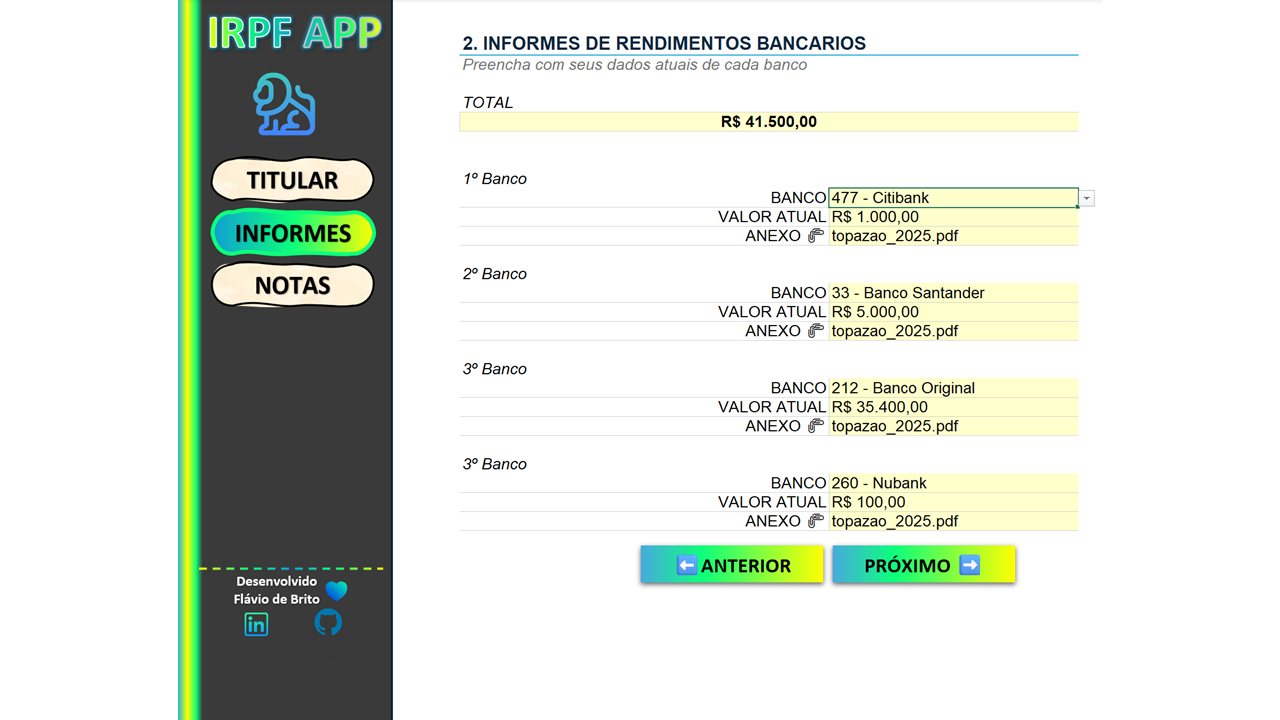 IRPF APP
TITULAR
INFORMES
NOTAS
Desenvolvido
Flávio de Brito
in
2. INFORMES DE RENDIMENTOS BANCARIOS
Preencha com seus dados atuais de cada banco
TOTAL
R$ 41.500,00
1º Banco
BANCO 477 - Citibank
VALOR ATUAL R$ 1.000,00
ANEXO topazao_2025.pdf
2º Banco
BANCO 33 - Banco Santander
VALOR ATUAL R$ 5.000,00
ANEXO topazao_2025.pdf
3º Banco
BANCO 212 - Banco Original
VALOR ATUAL R$ 35.400,00
ANEXO topazao_2025.pdf
3º Banco
BANCO 260 - Nubank
VALOR ATUAL R$ 100,00
ANEXO topazao_2025.pdf
ANTERIOR PRÓXIMO